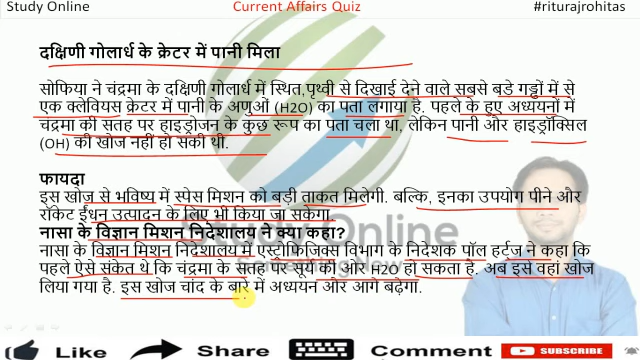 Study Online
Current Affairs Quiz
#riturajrohitas
दक्षिणी गोलार्ध के क्रेटर में पानी मिला
सोफिया ने चंद्रमा के दक्षिणी गोलार्ध में स्थित,पृथ्वी से दिखाई देने वाले सबसे बड़े गड्ढों में से
एक क्लेवियस क्रेटर में पानी के अणुओं (H2O) का पता लगाया है. पहले के हुए अध्ययनों में
चंद्रमा की सतह पर हाइड्रोजन के कुछ रूप का पता चला था, लेकिन पानी और हाइड्रॉक्सिल
(OH) की खोज नहीं हो सकी थी.
फायदा
इस खोज से भविष्य में स्पेस मिशन को बड़ी ताकत मिलेगी. बल्कि, इनका उपयोग पीने और
रॉकेट ईंधन उत्पादन के लिए भी किया जा सकेगा.
नासा के विज्ञान मिशन निदेशालय ने क्या कहा?
नासा के विज्ञान मिशन निदेशालय में एस्ट्रोफिजिक्स विभाग के निदेशक पॉल हर्टज ने कहा कि
पहले ऐसे संकेत थे कि चंद्रमा के सतह पर सूर्य की ओर H2O हो सकता है. अब इसे वहां खोज
लिया गया है. इस खोज चांद के बारे में अध्ययन और आगे बढ़ेगा.
Study Online
Like
Share
Comment
SUBSCRIBE